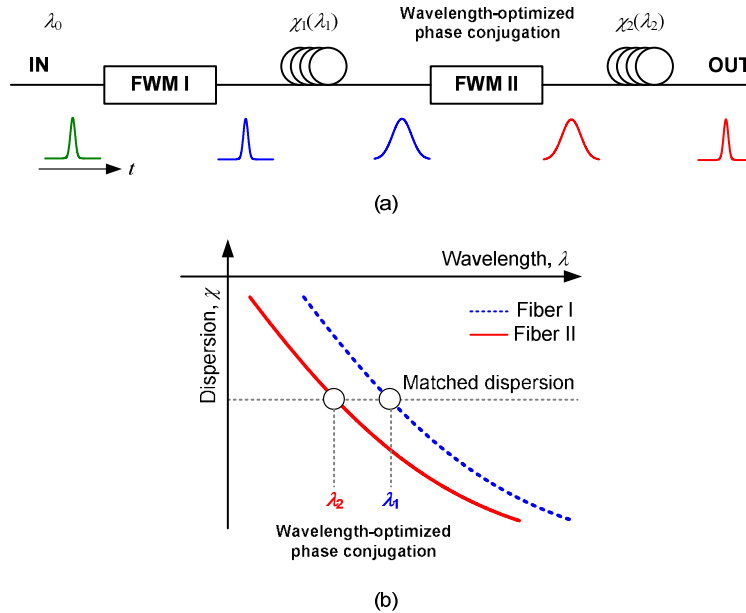 λ0
χ1(λ1)
Wavelength-optimized
phase conjugation
χ2(λ2)
IN
FWM I
FWM II
OUT
t
(a)
Wavelength, λ
Dispersion, χ
Fiber I
Fiber II
Matched dispersion
λ2
λ1
Wavelength-optimized
phase conjugation
(b)